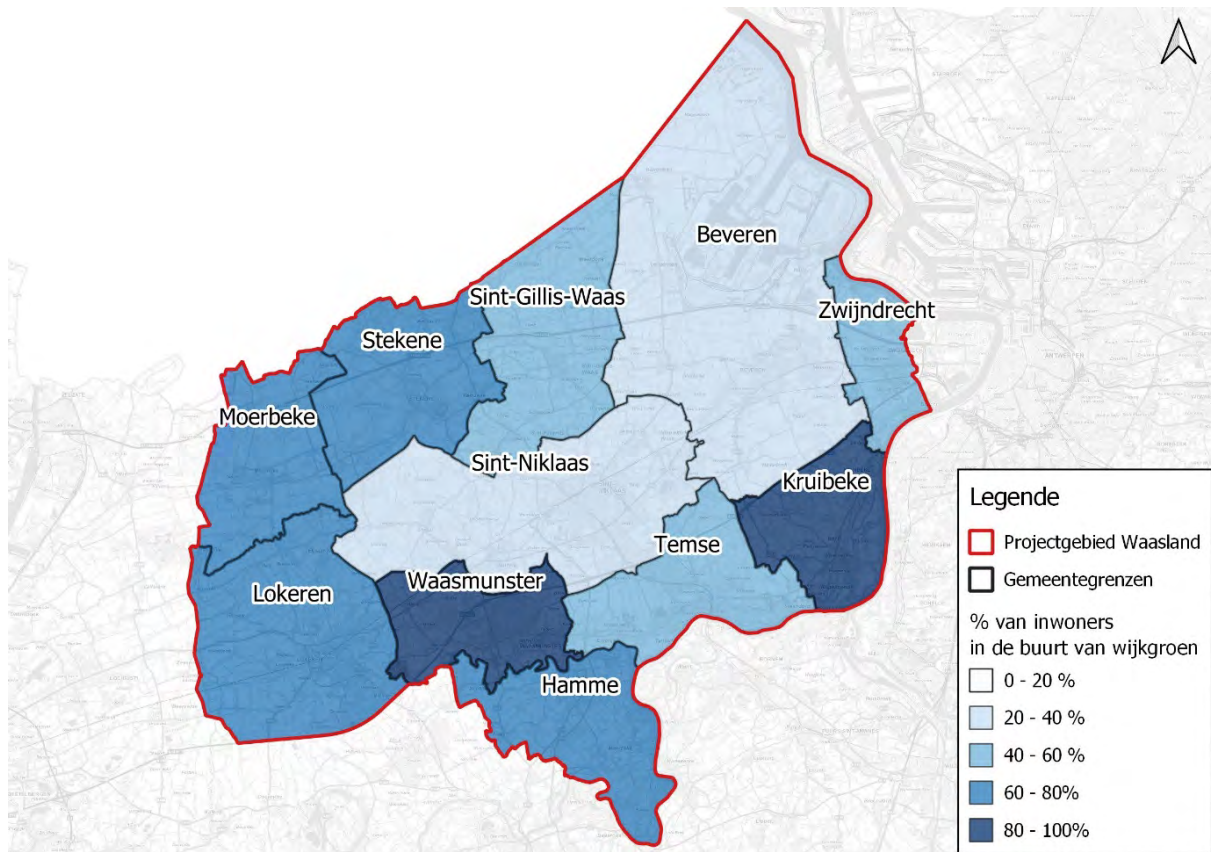 Beveren
Sint-Gillis-Waas
Zwijndrecht
Stekene
Moerbeke
Sint-Niklaas
Kruibeke
Temse
Waasmunster
Lokeren
Hamme
Legende
Projectgebied Waasland
Gemeentegrenzen
% van inwoners
in de buurt van wijkgroen
0 - 20 %
20 - 40 %
40 - 60 %
60 - 80%
80 - 100%
ANTWERPEN